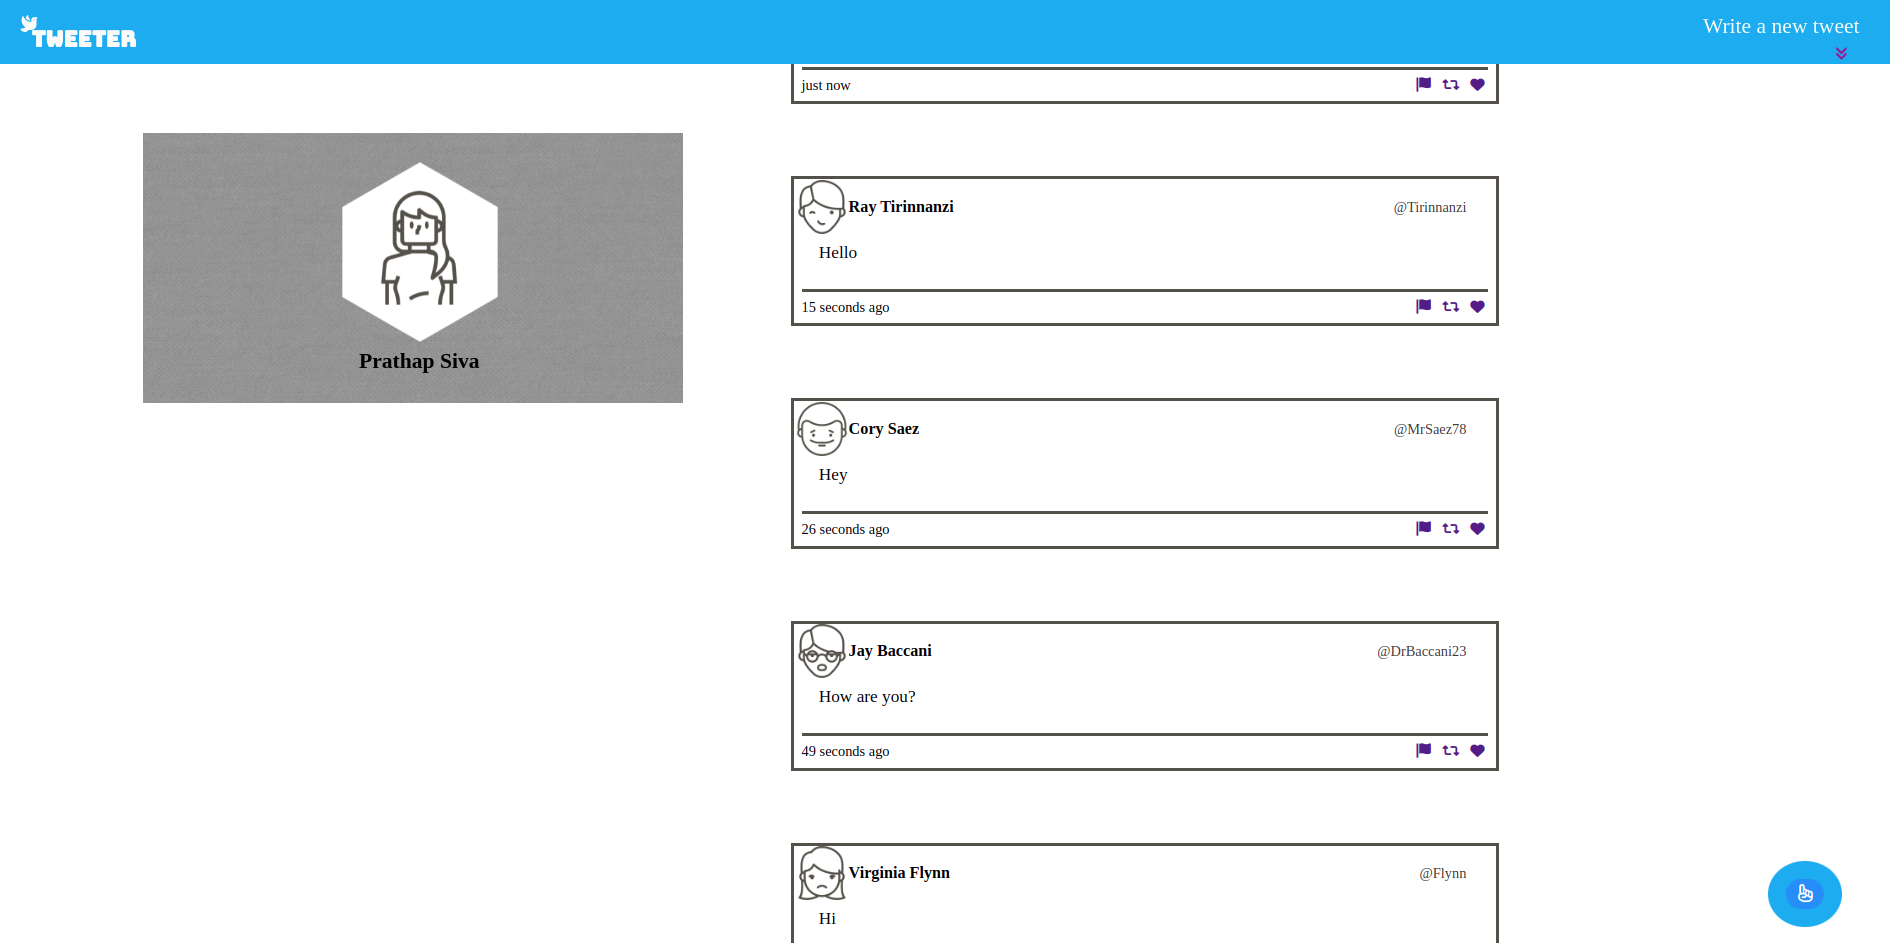 TWEETER
Write a new tweet
just now
Prathap Siva
Ray Tirinnanzi @Tirinnanzi
Hello
15 seconds ago
Cory Saez @MrSaez78
Hey
26 seconds ago
Jay Baccani @DrBaccani23
How are you?
49 seconds ago
Virginia Flynn @Flynn
Hi